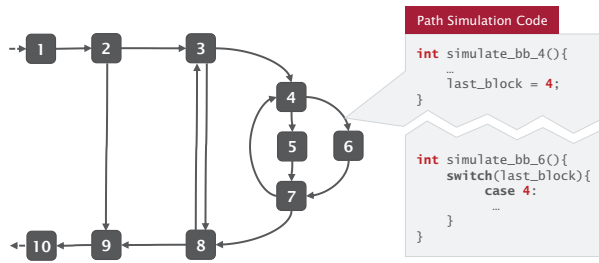 1
2
3
4
5
6
7
8
9
10
Path Simulation Code
int simulate_bb_4(){
…
last_block = 4;
}
int simulate_bb_6(){
switch(last_block){
case 4:
…
}
}